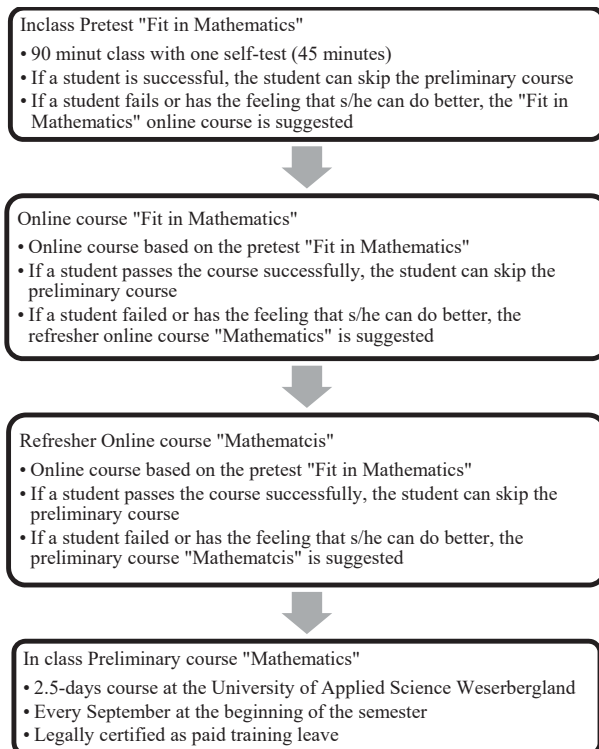 Inclass Pretest "Fit in Mathematics"
• 90 minut class with one self-test (45 minutes)
• If a student is successful, the student can skip the preliminary course
• If a student fails or has the feeling that s/he can do better, the "Fit in
Mathematics" online course is suggested
Online course "Fit in Mathematics"
• Online course based on the pretest "Fit in Mathematics"
• If a student passes the course successfully, the student can skip the
preliminary course
• If a student failed or has the feeling that s/he can do better, the
refresher online course "Mathematics" is suggested
Refresher Online course "Mathematcis"
• Online course based on the pretest "Fit in Mathematics"
• If a student passes the course successfully, the student can skip the
preliminary course
• If a student failed or has the feeling that s/he can do better, the
preliminary course "Mathematcis" is suggested
In class Preliminary course "Mathematics"
• 2.5-days course at the University of Applied Science Weserbergland
• Every September at the beginning of the semester
• Legally certified as paid training leave